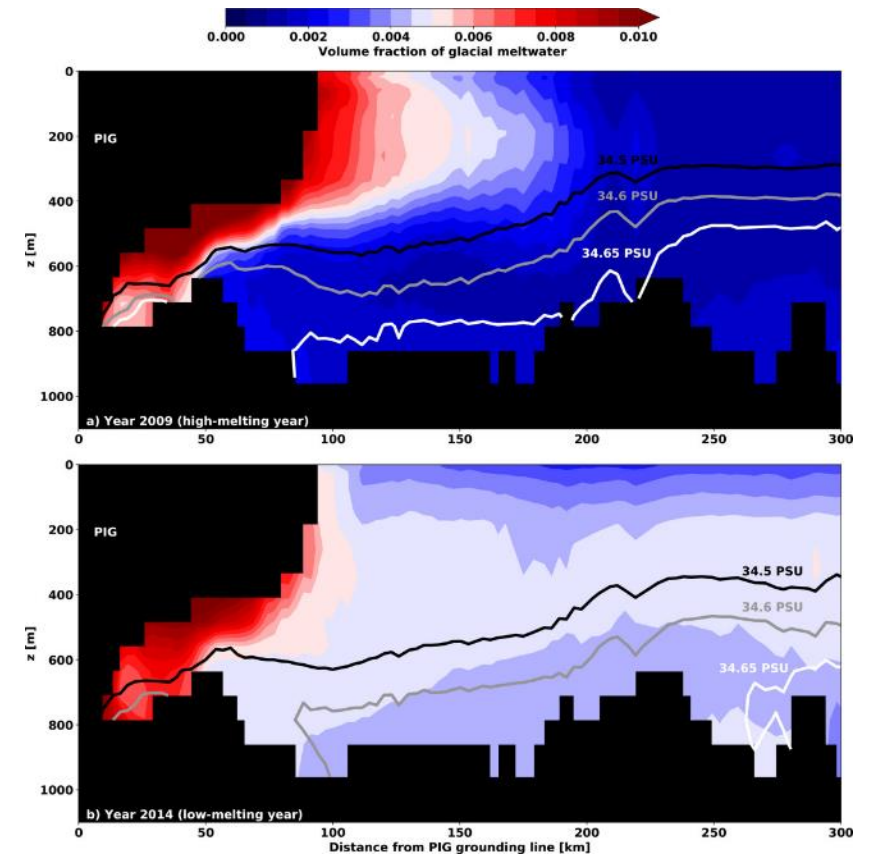 0.000 0.002 0.004 0.006 0.008 0.010
Volume fraction of glacial meltwater
0
200
400
600
800
1000
z [m]
PIG
34.5 PSU
34.6 PSU
34.65 PSU
a) Year 2009 (high-melting year)
0 50 100 150 200 250 300
0
200
400
600
800
1000
z [m]
PIG
34.5 PSU
34.6 PSU
34.65 PSU
b) Year 2014 (low-melting year)
0 50 100 150 200 250 300
Distance from PIG grounding line [km]